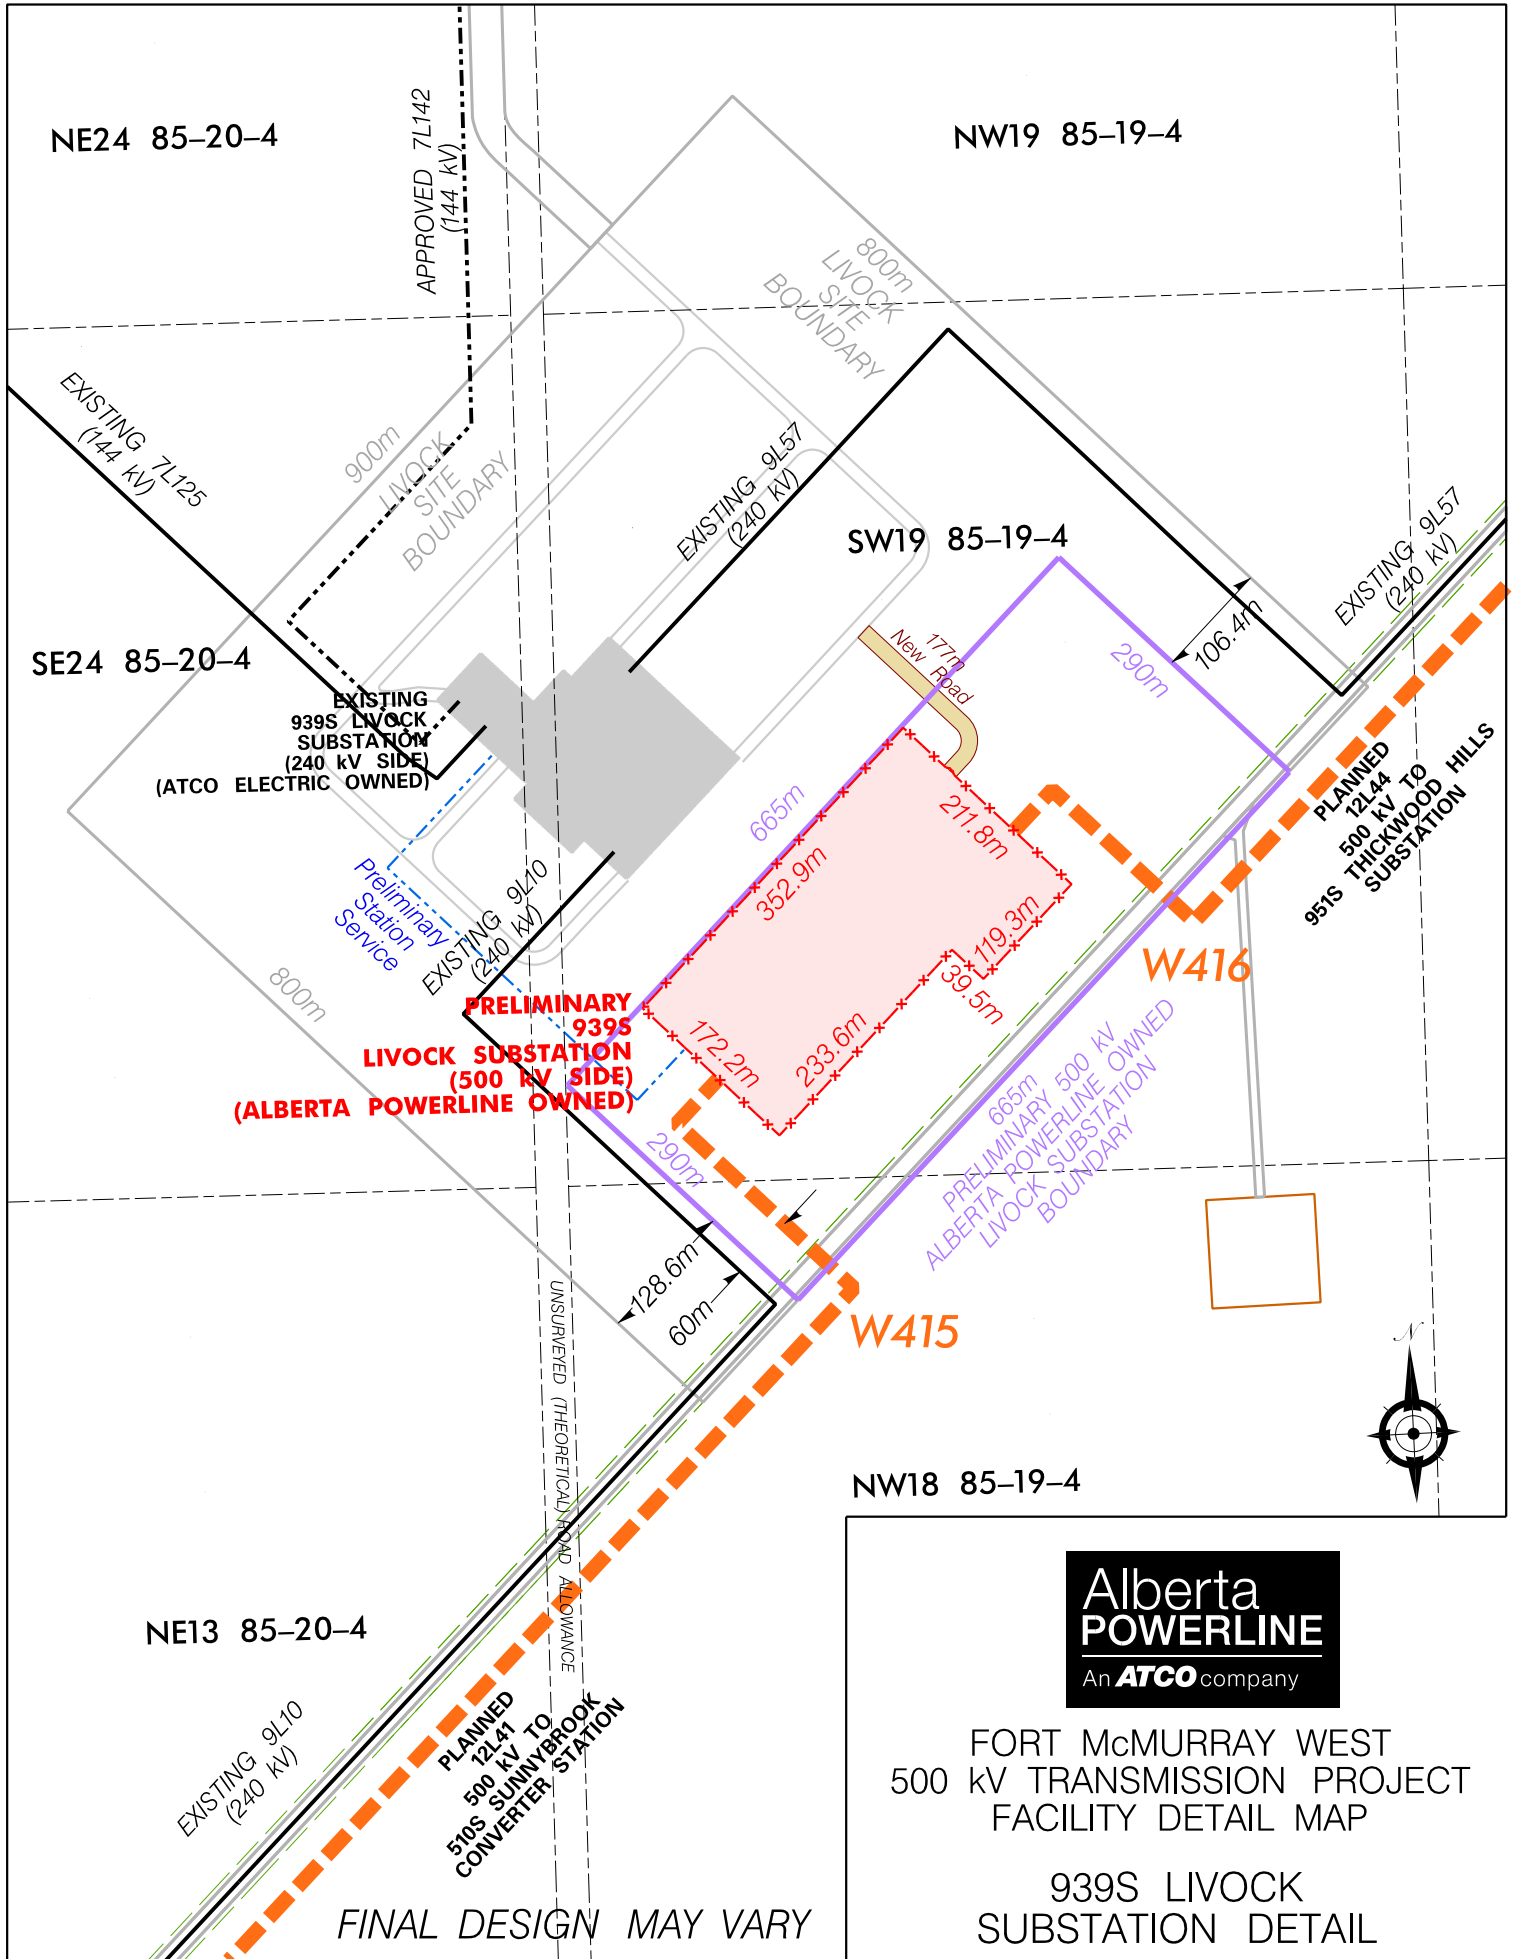 NE24 85–20–4
APPROVED 7L142
(144 kV)
NW19 85–19–4
800m
LIVOCK
SITE
BOUNDARY
EXISTING 7L125
(144 kV)
900m
LIVOCK
SITE
BOUNDARY
EXISTING 9L57
(240 kV)
SW19 85–19–4
EXISTING 9L57
(240 kV)
SE24 85–20–4
EXISTING
939S LIVOCK
SUBSTATION
(240 kV SIDE)
(ATCO ELECTRIC OWNED)
177m
New Road
290m
106.4m
665m
352.9m
211.8m
119.3m
39.5m
233.6m
172.2m
PLANNED
12L44
500 kV TO
951S THICKWOOD HILLS
SUBSTATION
W416
Preliminary
Station
Service
EXISTING 9L10
(240 kV)
800m
PRELIMINARY
939S
LIVOCK SUBSTATION
(500 kV SIDE)
(ALBERTA POWERLINE OWNED)
290m
665m
PRELIMINARY 500 kV
ALBERTA POWERLINE OWNED
LIVOCK SUBSTATION
BOUNDARY
128.6m
60m
W415
UNSURVEYED (THEORETICAL) ROAD ALLOWANCE
N
NW18 85–19–4
NE13 85–20–4
EXISTING 9L10
(240 kV)
PLANNED
12L41
500 kV TO
510S SUNNYBROOK
CONVERTER STATION
FINAL DESIGN MAY VARY
Alberta
POWERLINE
An ATCO company
FORT McMURRAY WEST
500 kV TRANSMISSION PROJECT
FACILITY DETAIL MAP
939S LIVOCK
SUBSTATION DETAIL